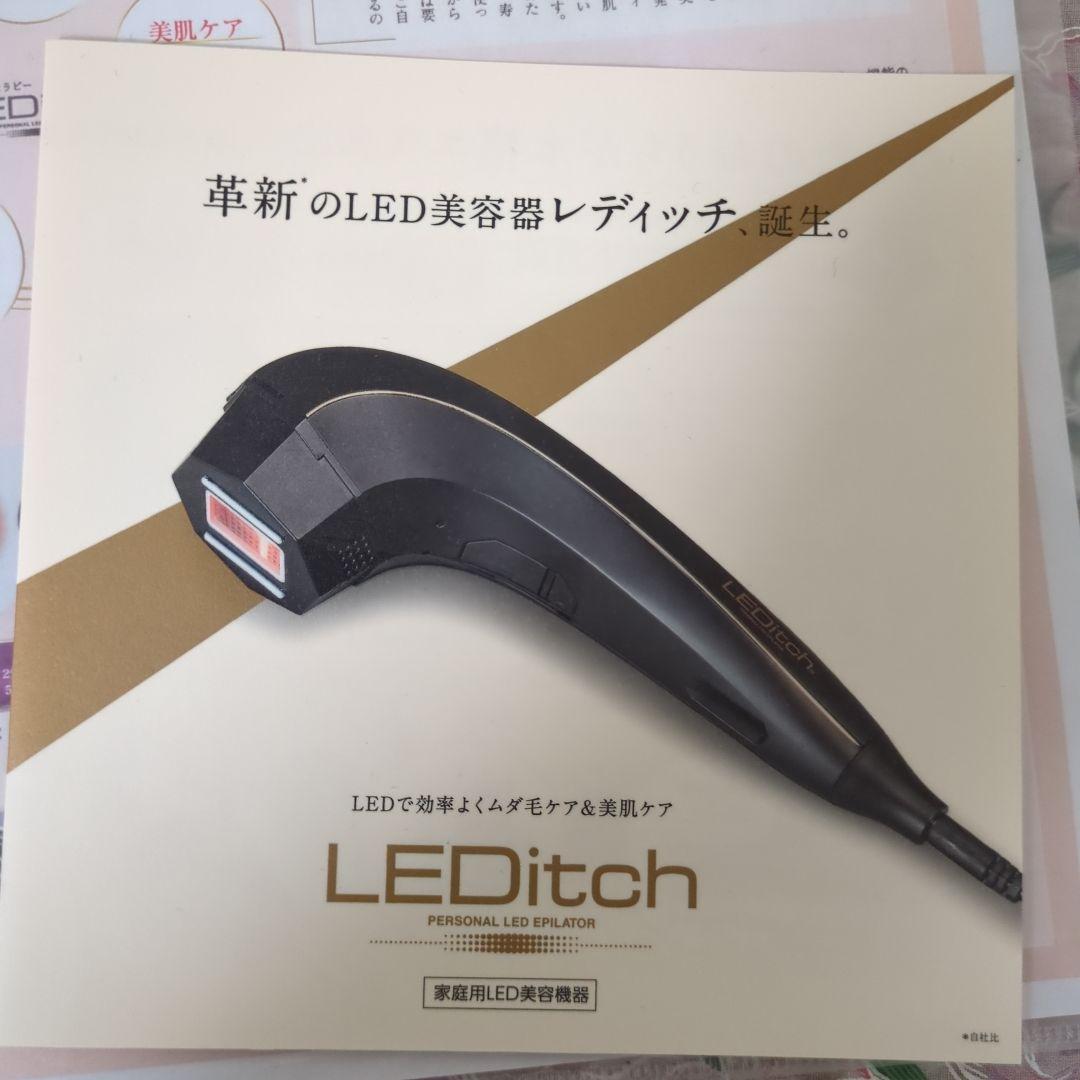 美肌ケア
革新*のLED美容器レディッチ、誕生。
LEDitch
LEDで効率よくムダ毛ケア&美肌ケア
LEDitch
PERSONAL LED EPILATOR
家庭用LED美容機器
*自社比